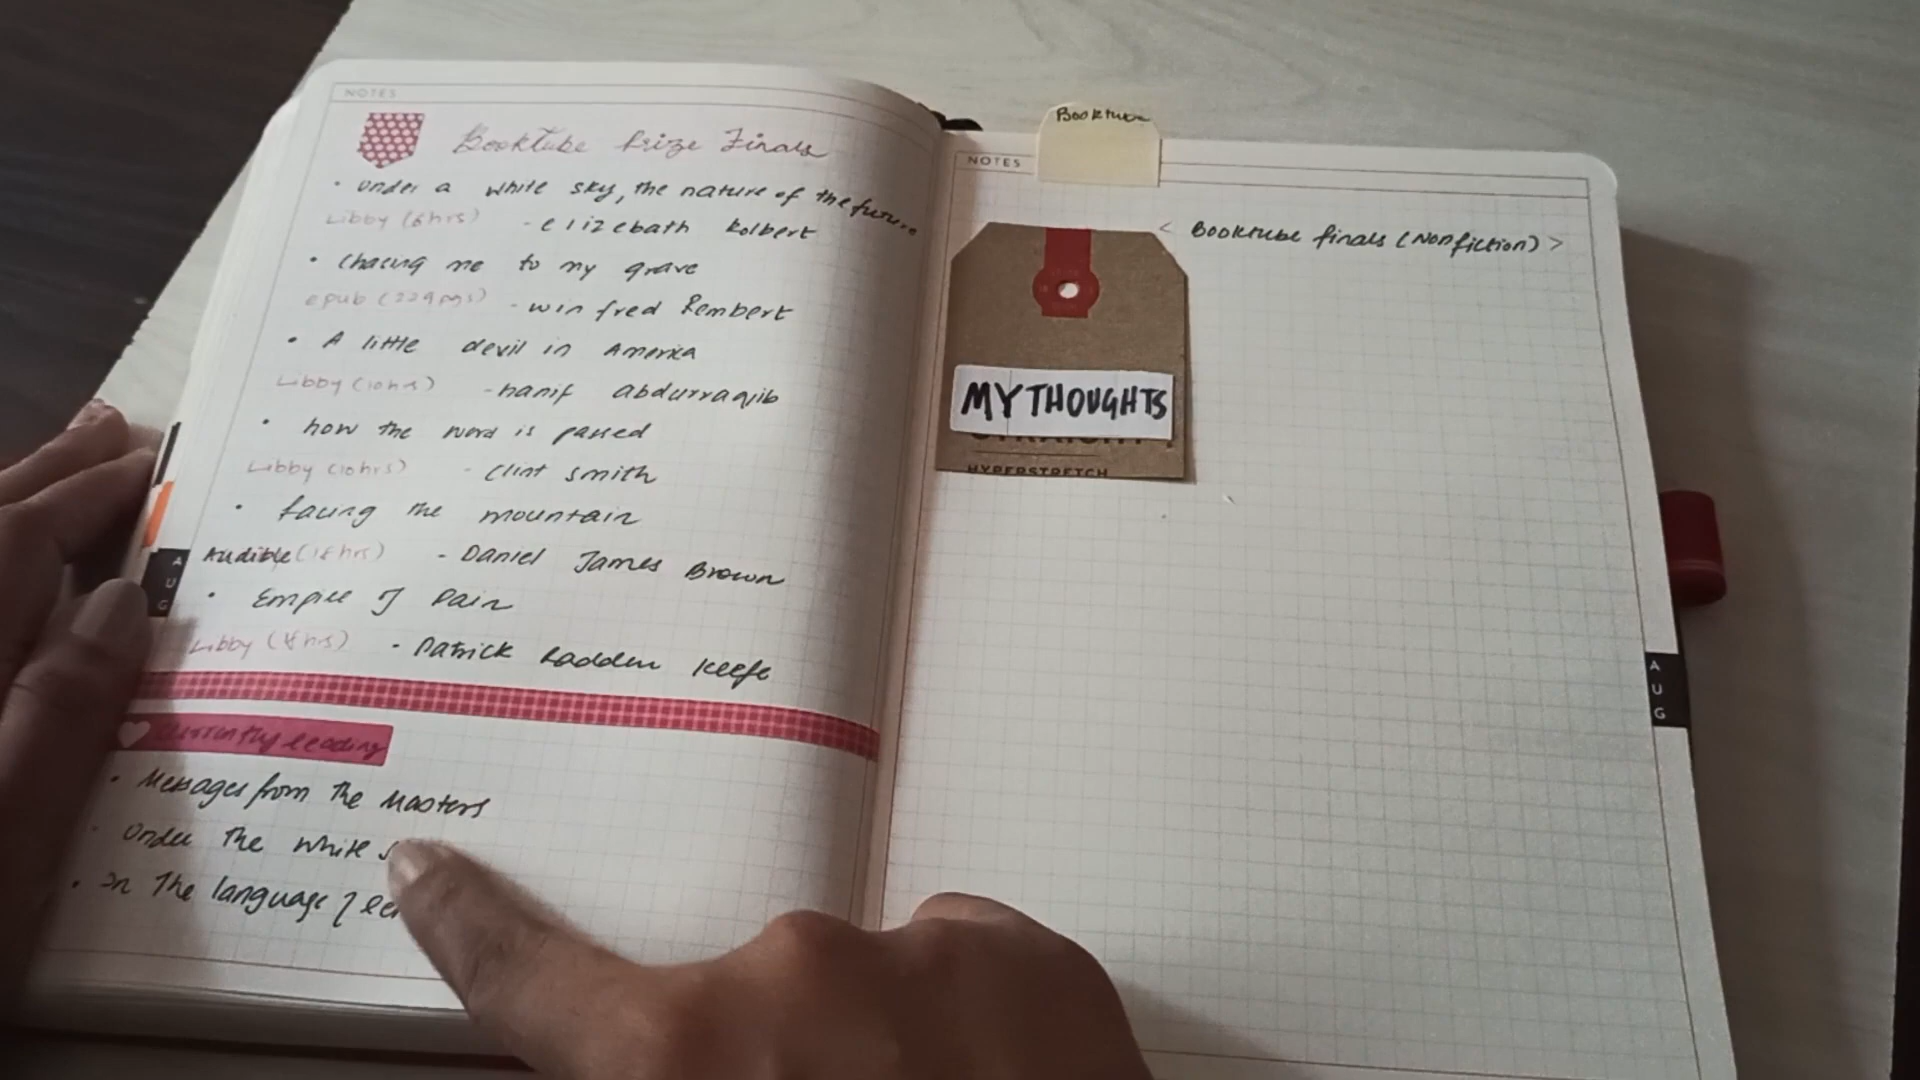 NOTES
BookTube Prize Finals
• under a white sky, the nature of the future
Libby (6hrs) - elizebath Kolbert
• Chasing me to my grave
epub (229pgs) - winfred Rembert
• A little devil in America
Libby (10hrs) - hanif abdurraqib
• how the word is passed
Libby (10hrs) - Clint smith
• facing the mountain
Audible - Daniel James Brown
• Empire of Pain
Libby - Patrick Radden Keefe
Currently Reading
• Messages from the Masters
• Under the white
• In The language of
AUG
Booktube
NOTES
< Booktube finals (Nonfiction) >
MY THOUGHTS
STRAIGHT
HYPERSTRETCH
AUG